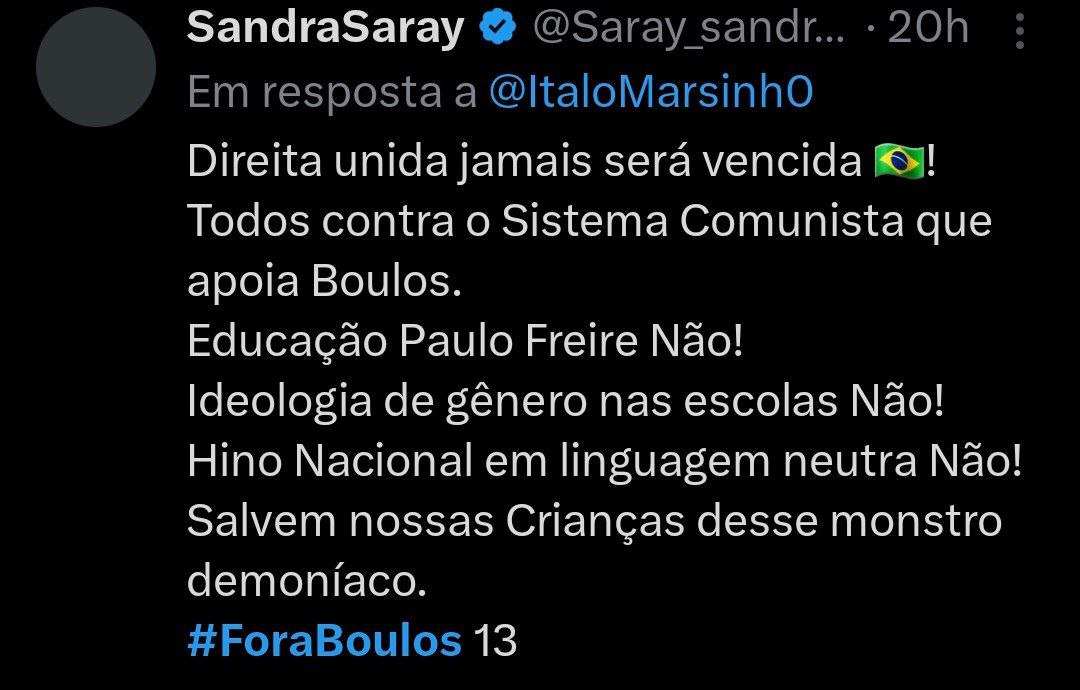 SandraSaray @Saray_sandr... · 20h
Em resposta a @ItaloMarsinh0
Direita unida jamais será vencida 🇧🇷!
Todos contra o Sistema Comunista que
apoia Boulos.
Educação Paulo Freire Não!
Ideologia de gênero nas escolas Não!
Hino Nacional em linguagem neutra Não!
Salvem nossas Crianças desse monstro
demoníaco.
#ForaBoulos 13